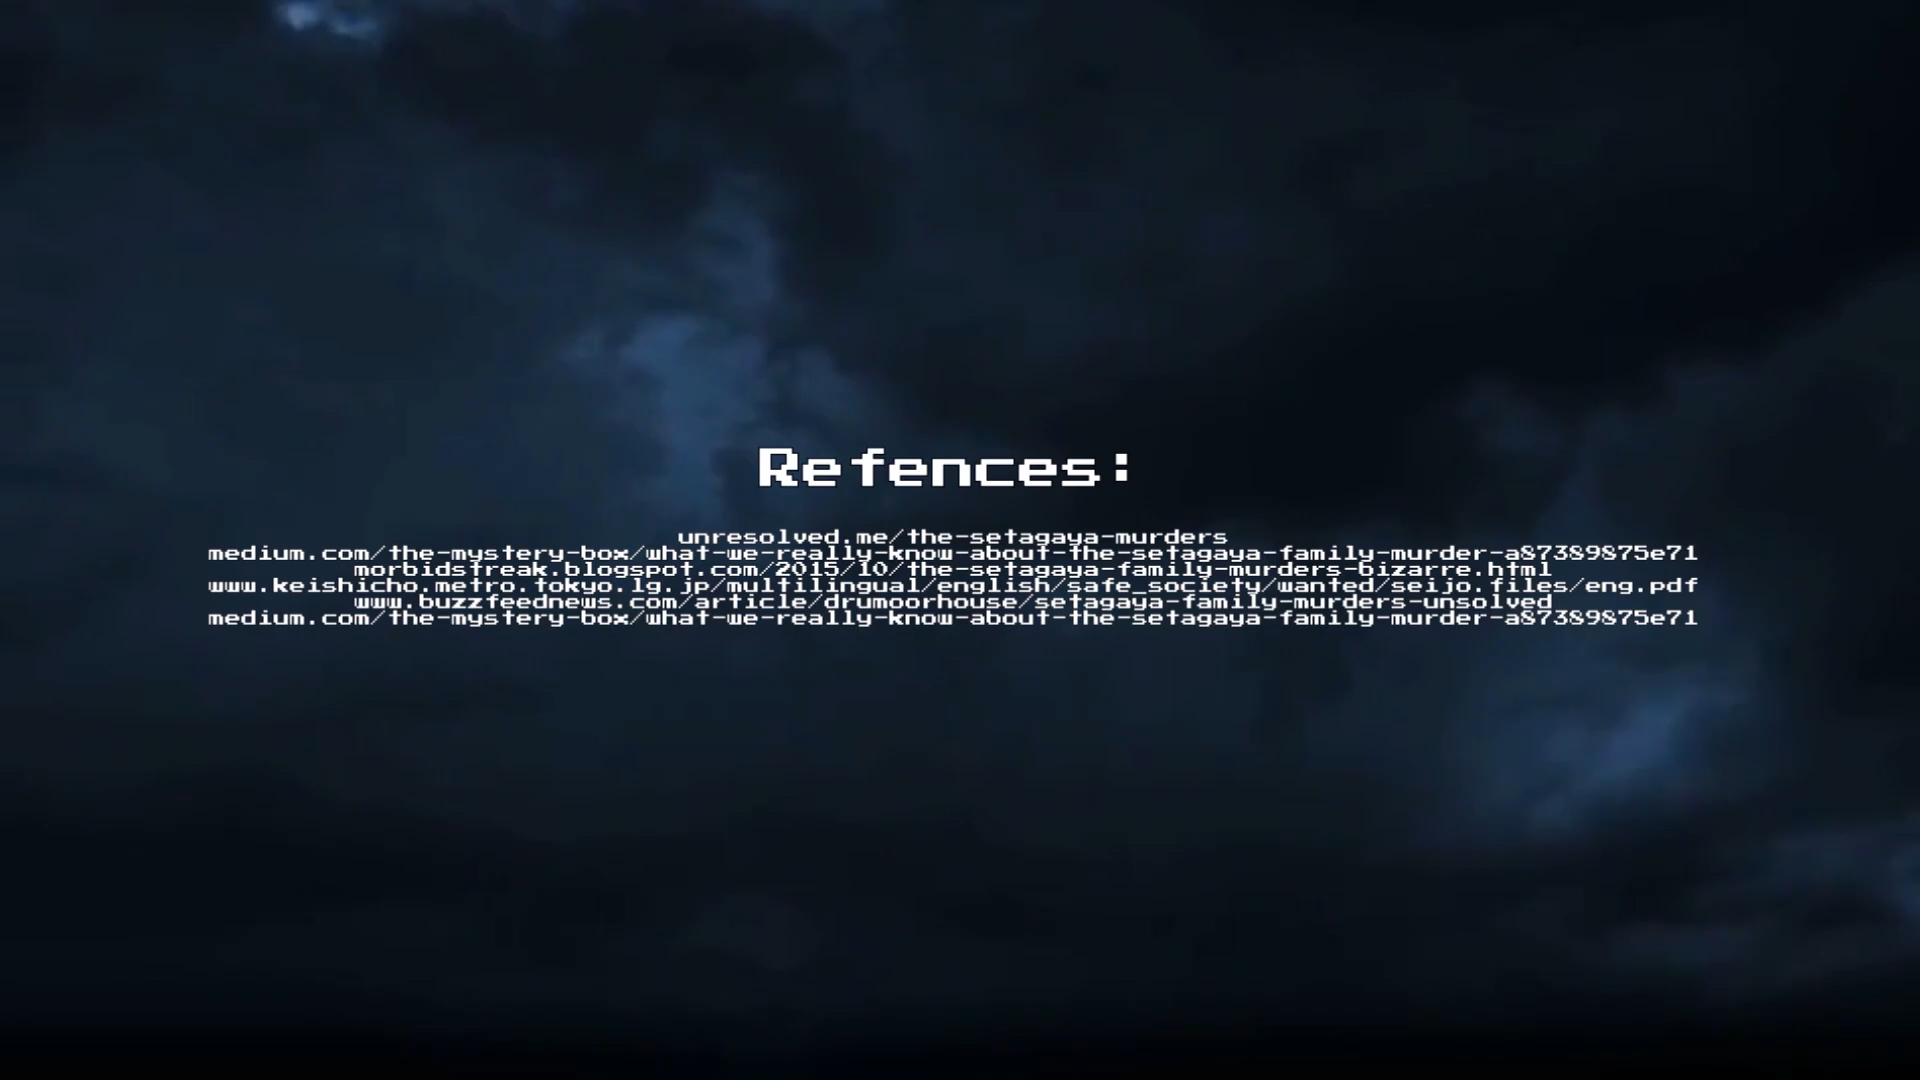 Refences:
unresolved.me/the-setagaya-murders
medium.com/the-mystery-box/what-we-really-know-about-the-setagaya-family-murder-a87389875e71
morbidstreak.blogspot.com/2015/10/the-setagaya-family-murders-bizarre.html
www.keishicho.metro.tokyo.lg.jp/multilingual/english/safe_society/wanted/seijo.files/eng.pdf
www.buzzfeednews.com/article/drumoorhouse/setagaya-family-murders-unsolved
medium.com/the-mystery-box/what-we-really-know-about-the-setagaya-family-murder-a87389875e71